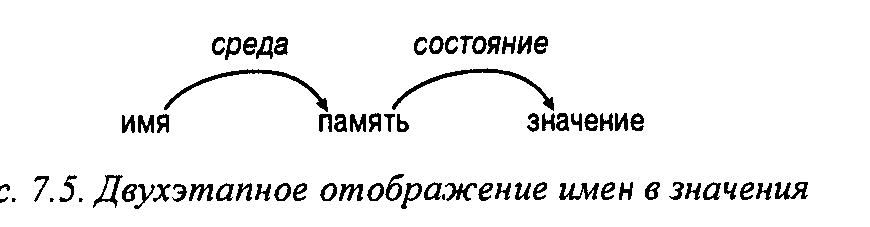 среда состояние
имя память значение
с. 7.5. Двухэтапное отображение имен в значения